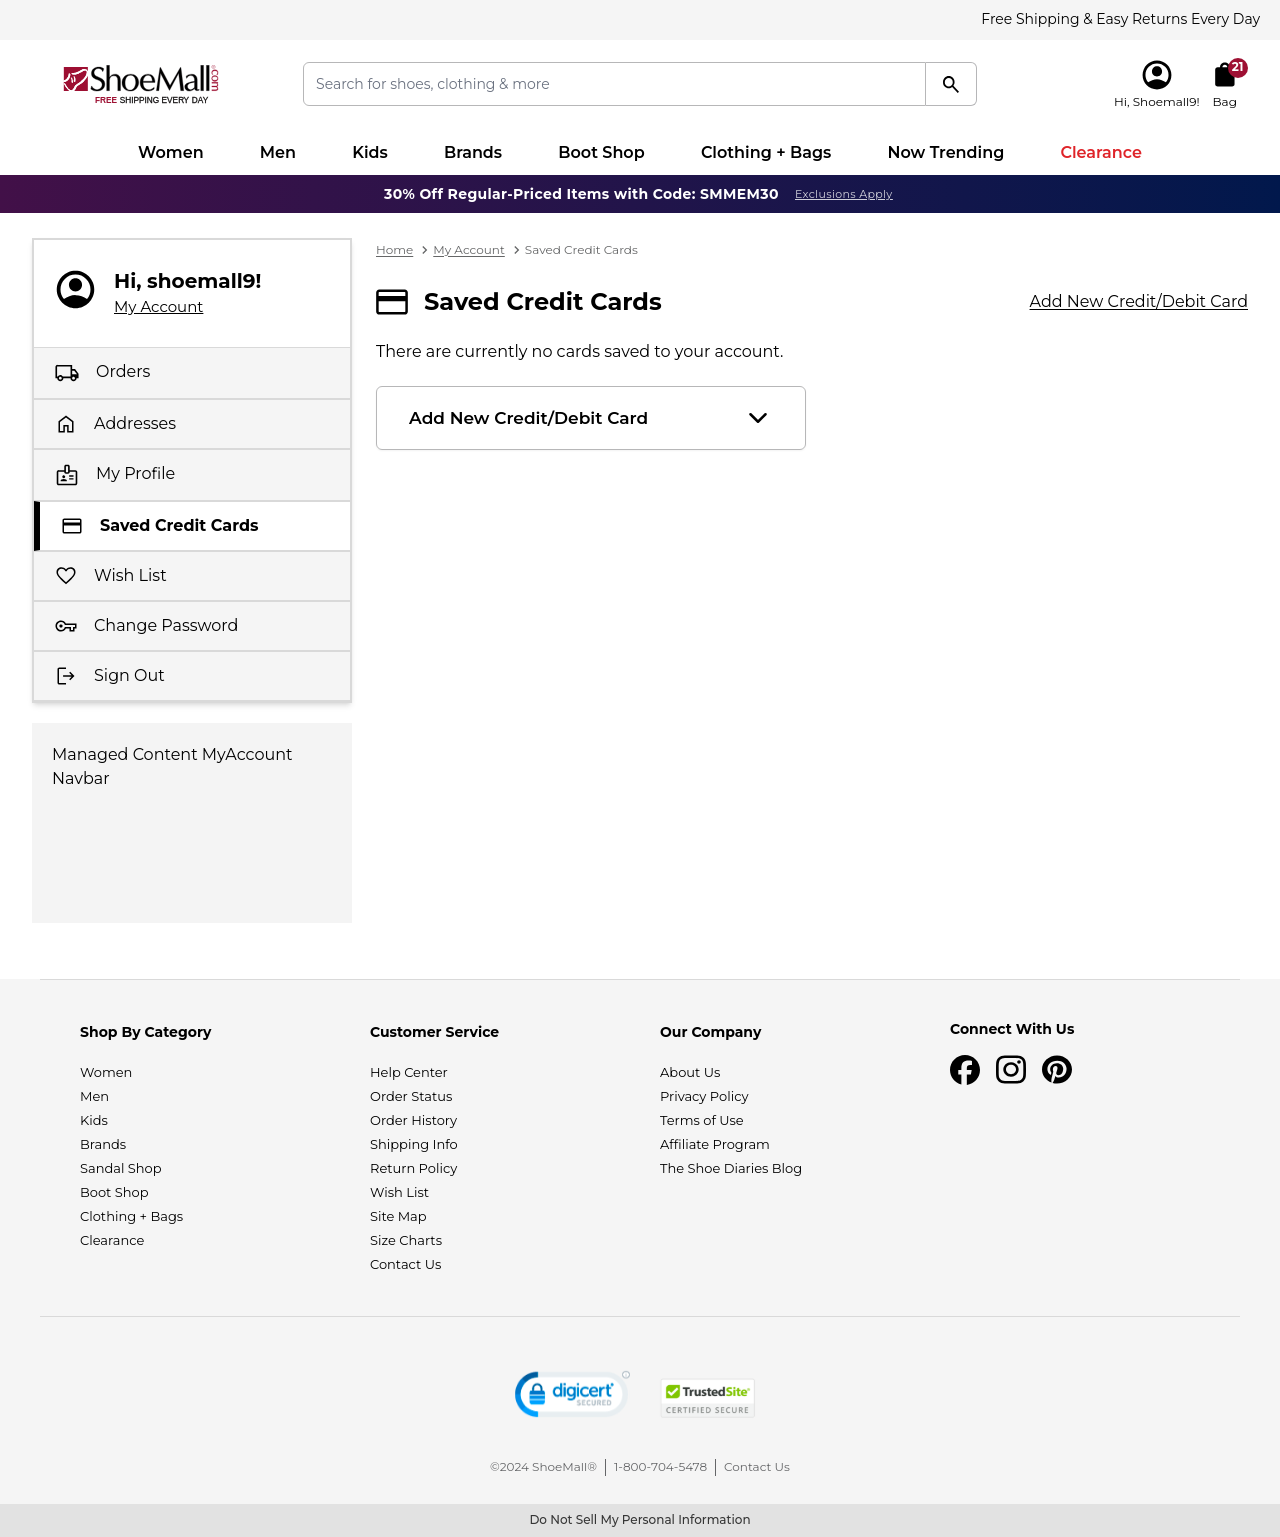 Free Shipping & Easy Returns Every Day
ShoeMall.com
FREE SHIPPING EVERY DAY
Search for shoes, clothing & more
Hi, Shoemall9!
21
Bag
Women
Men
Kids
Brands
Boot Shop
Clothing + Bags
Now Trending
Clearance
30% Off Regular-Priced Items with Code: SMMEM30 Exclusions Apply
Hi, shoemall9!
My Account
Orders
Addresses
My Profile
Saved Credit Cards
Wish List
Change Password
Sign Out
Managed Content MyAccount
Navbar
Home > My Account > Saved Credit Cards
Saved Credit Cards
Add New Credit/Debit Card
There are currently no cards saved to your account.
Add New Credit/Debit Card
Shop By Category
Women
Men
Kids
Brands
Sandal Shop
Boot Shop
Clothing + Bags
Clearance
Customer Service
Help Center
Order Status
Order History
Shipping Info
Return Policy
Wish List
Site Map
Size Charts
Contact Us
Our Company
About Us
Privacy Policy
Terms of Use
Affiliate Program
The Shoe Diaries Blog
Connect With Us
digicert
SECURED
TrustedSite
CERTIFIED SECURE
©2024 ShoeMall® | 1-800-704-5478 | Contact Us
Do Not Sell My Personal Information